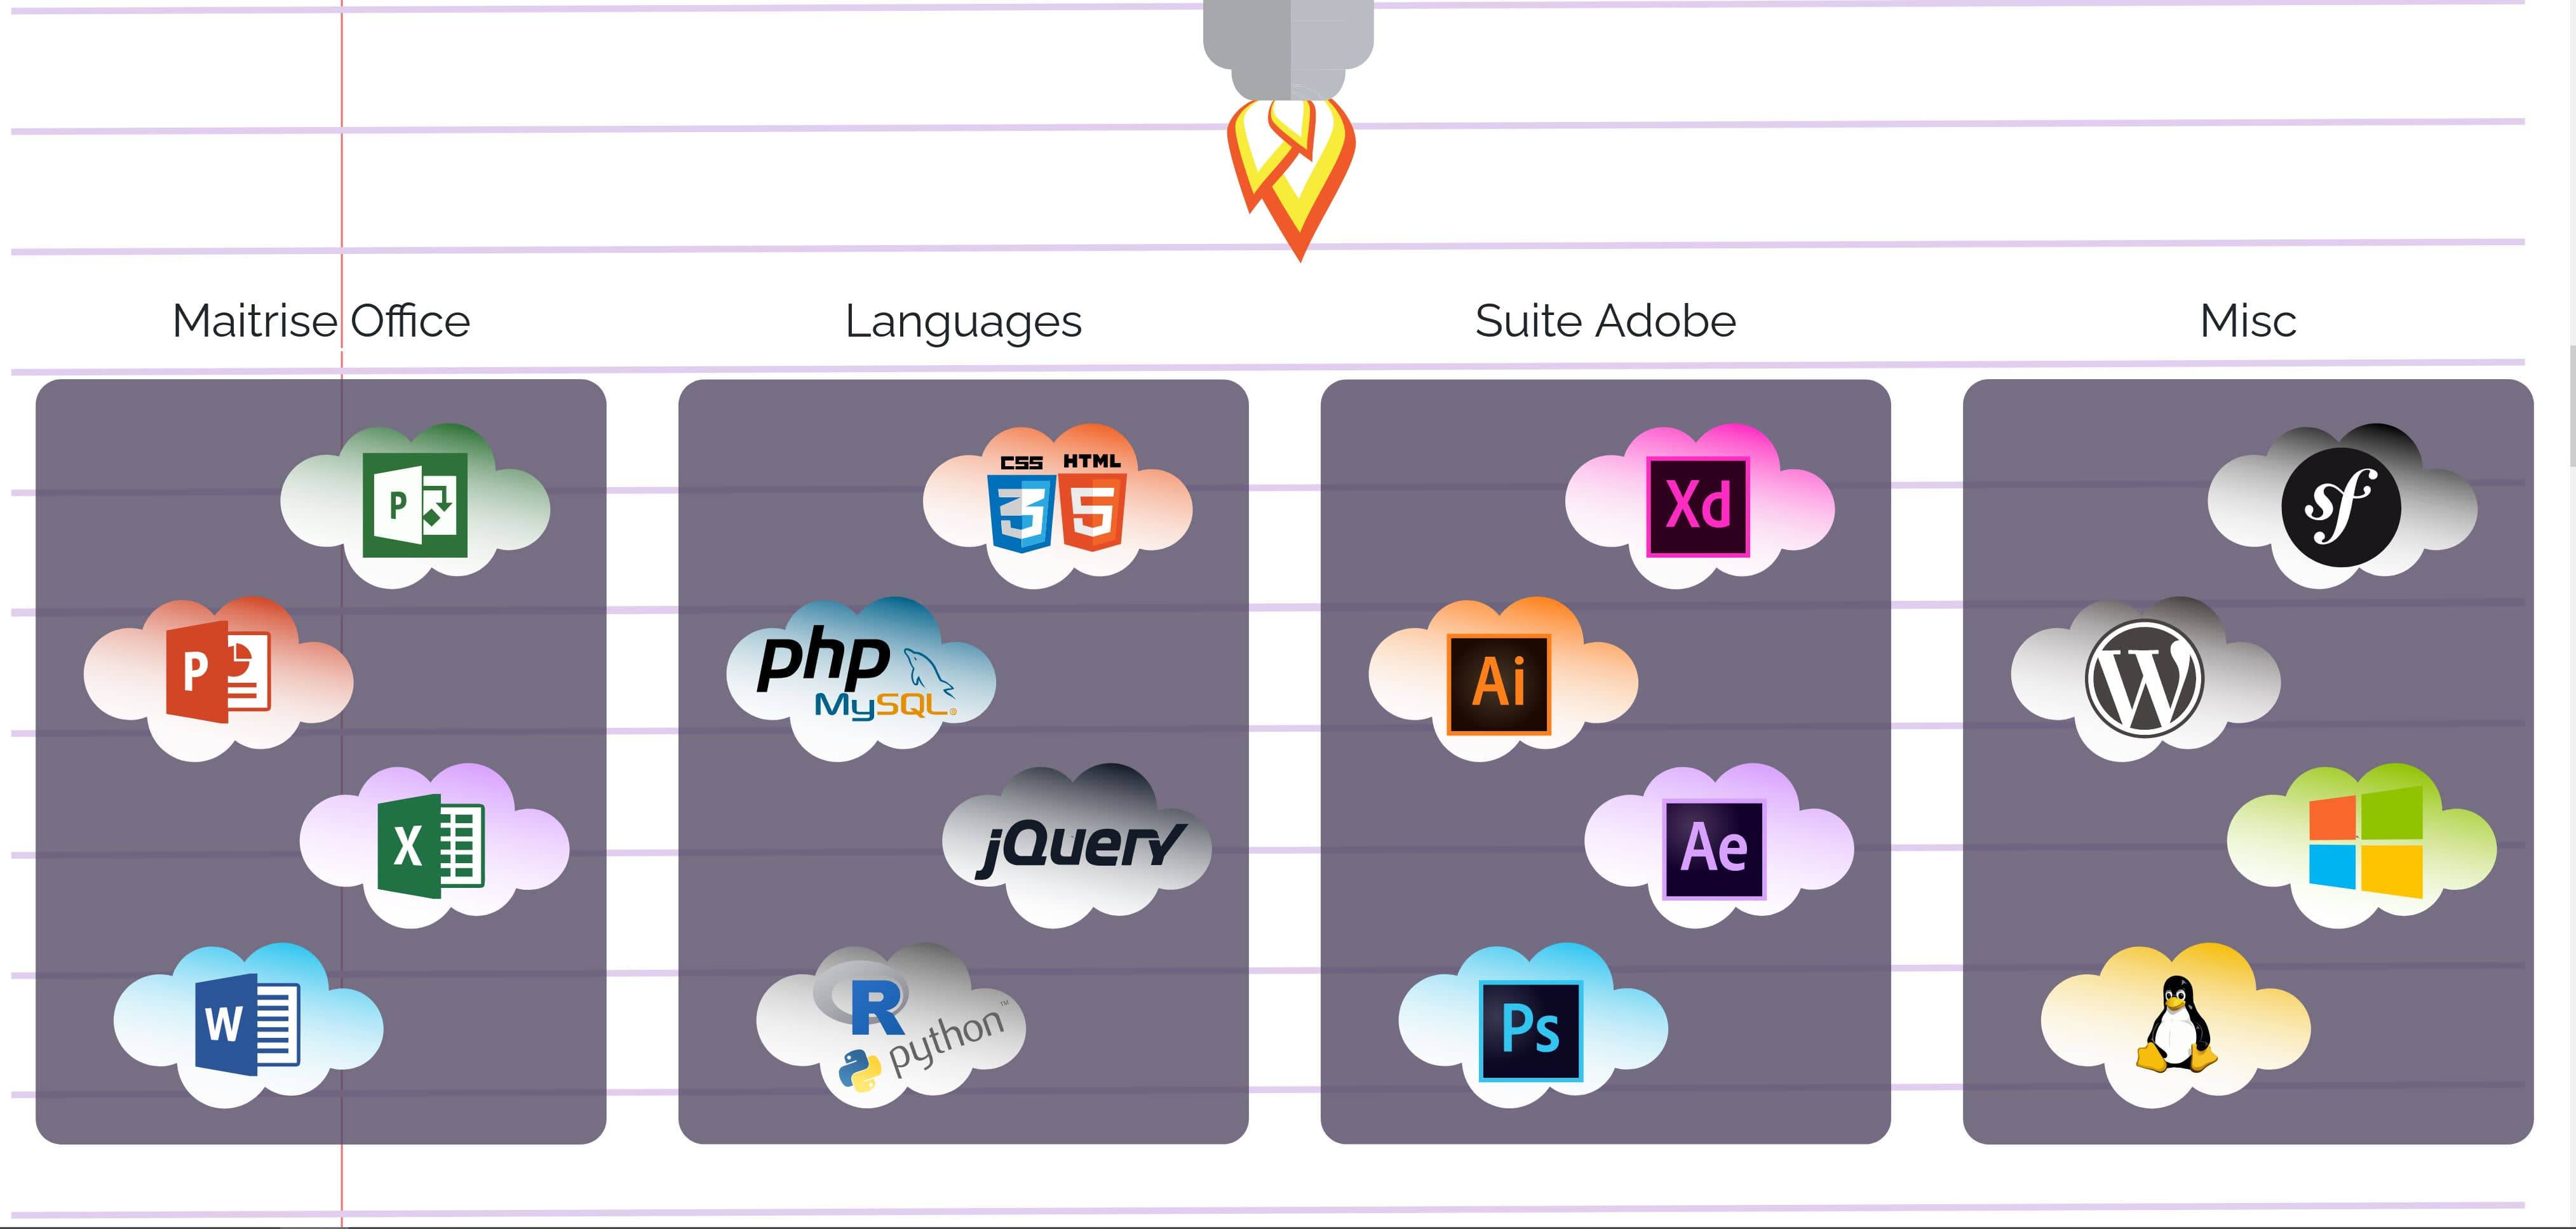 Maitrise Office
Languages
Suite Adobe
Misc
P
CSS HTML
3 5
Xd
sf
P
php
MySQL®
Ai
W
X
jQuery
Ae
W
R
python™
Ps